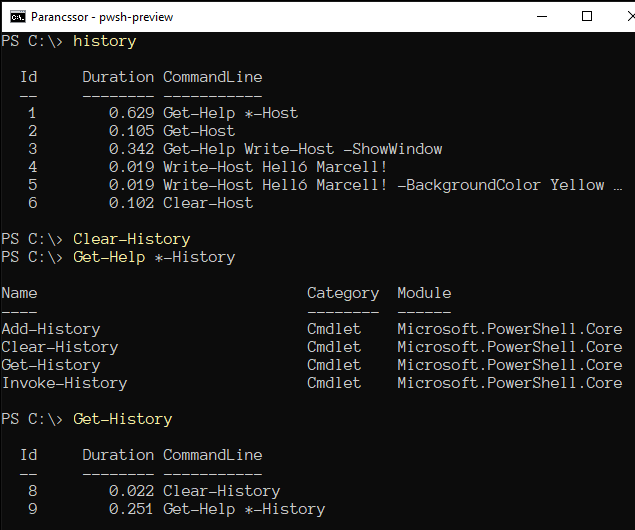 Parancssor - pwsh-preview
PS C:\> history
Id Duration CommandLine
-- -------- -----------
1 0.629 Get-Help *-Host
2 0.105 Get-Host
3 0.342 Get-Help Write-Host -ShowWindow
4 0.019 Write-Host Helló Marcell!
5 0.019 Write-Host Helló Marcell! -BackgroundColor Yellow …
6 0.102 Clear-Host
PS C:\> Clear-History
PS C:\> Get-Help *-History
Name Category Module
---- -------- ------
Add-History Cmdlet Microsoft.PowerShell.Core
Clear-History Cmdlet Microsoft.PowerShell.Core
Get-History Cmdlet Microsoft.PowerShell.Core
Invoke-History Cmdlet Microsoft.PowerShell.Core
PS C:\> Get-History
Id Duration CommandLine
-- -------- -----------
8 0.022 Clear-History
9 0.251 Get-Help *-History